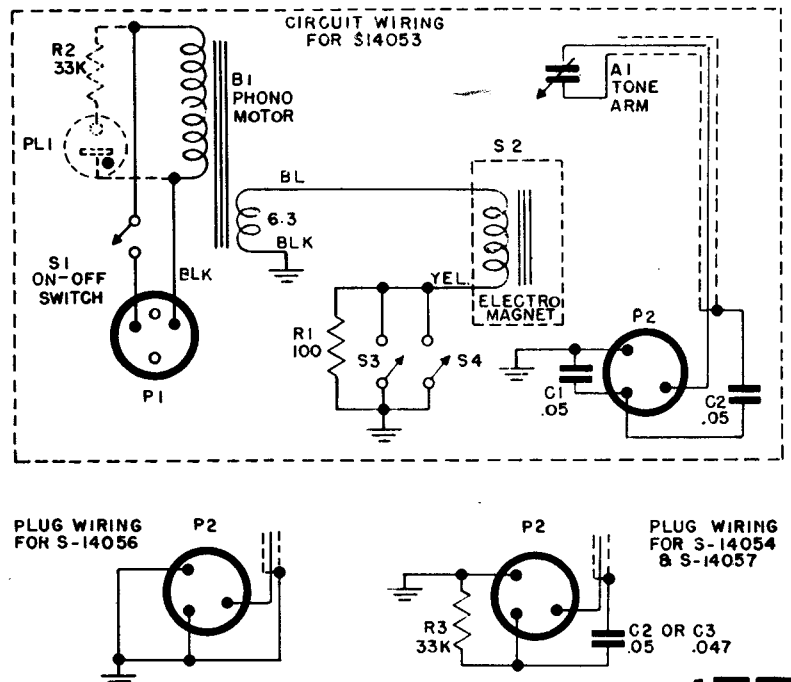 CIRCUIT WIRING
FOR S14053
R2
33K
B1
PHONO
MOTOR
A1
TONE
ARM
PL1
S2
BL
6.3
BLK
S1
ON-OFF
SWITCH
BLK
YEL.
ELECTRO
MAGNET
P2
R1
100
S3
S4
C1
.05
C2
.05
P1
PLUG WIRING
FOR S-14056
P2
P2
PLUG WIRING
FOR S-14054
& S-14057
R3
33K
C2 OR C3
.05 .047